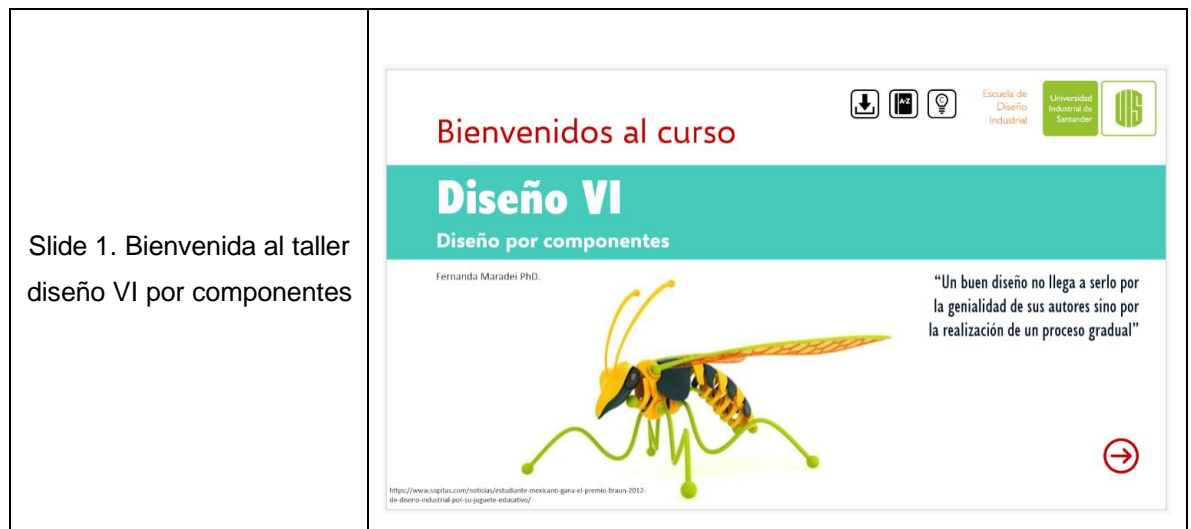 Slide 1. Bienvenida al taller
diseño VI por componentes
Bienvenidos al curso
A-Z
C
Escuela de
Diseño
Industrial
Universidad
Industrial de
Santander
UIS
Diseño VI
Diseño por componentes
Fernanda Maradei PhD.
“Un buen diseño no llega a serlo por
la genialidad de sus autores sino por
la realización de un proceso gradual”
https://www.sopitas.com/noticias/estudiante-mexicano-gana-el-premio-braun-2012-
de-diseno-industrial-por-su-juguete-educativo/